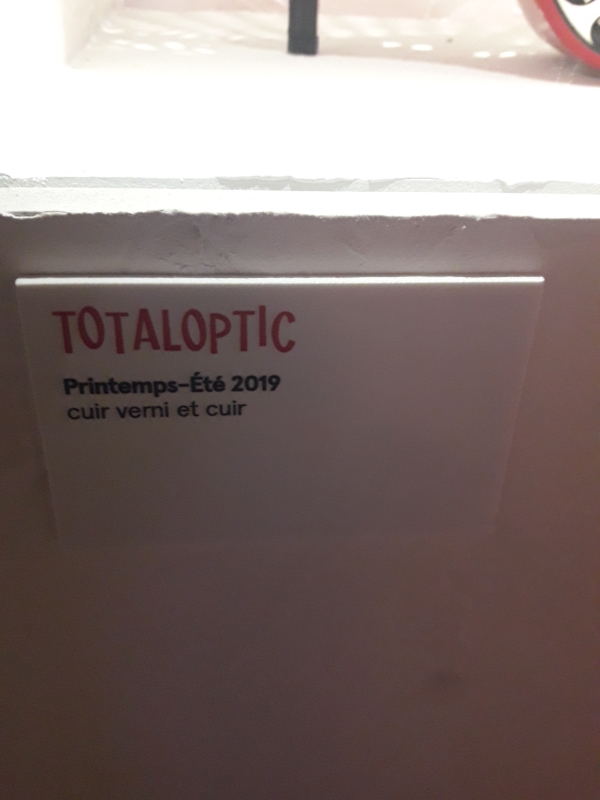 TOTALOPTIC
Printemps-Été 2019
cuir verni et cuir